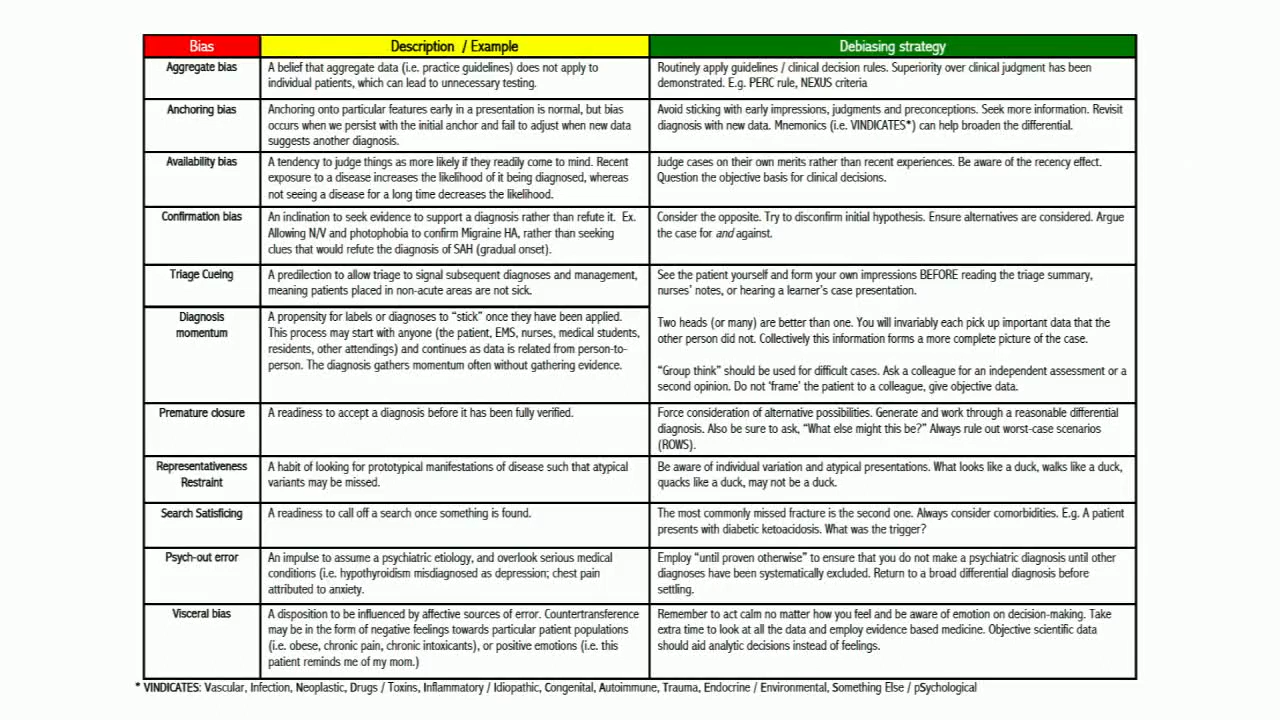 Bias Description / Example Debiasing strategy
Aggregate bias
A belief that aggregate data (i.e. practice guidelines) does not apply to
individual patients, which can lead to unnecessary testing.
Routinely apply guidelines / clinical decision rules. Superiority over clinical judgment has been
demonstrated. E.g. PERC rule, NEXUS criteria
Anchoring bias
Anchoring onto particular features early in a presentation is normal, but bias
occurs when we persist with the initial anchor and fail to adjust when new data
suggests another diagnosis.
Avoid sticking with early impressions, judgments and preconceptions. Seek more information. Revisit
diagnosis with new data. Mnemonics (i.e. VINDICATES*) can help broaden the differential.
Availability bias
A tendency to judge things as more likely if they readily come to mind. Recent
exposure to a disease increases the likelihood of it being diagnosed, whereas
not seeing a disease for a long time decreases the likelihood.
Judge cases on their own merits rather than recent experiences. Be aware of the recency effect.
Question the objective basis for clinical decisions.
Confirmation bias
An inclination to seek evidence to support a diagnosis rather than refute it. Ex.
Allowing N/V and photophobia to confirm Migraine HA, rather than seeking
clues that would refute the diagnosis of SAH (gradual onset).
Consider the opposite. Try to disconfirm initial hypothesis. Ensure alternatives are considered. Argue
the case for and against.
Triage Cueing
A predilection to allow triage to signal subsequent diagnoses and management,
meaning patients placed in non-acute areas are not sick.
See the patient yourself and form your own impressions BEFORE reading the triage summary,
nurses' notes, or hearing a learner's case presentation.
Diagnosis
momentum
A propensity for labels or diagnoses to “stick” once they have been applied.
This process may start with anyone (the patient, EMS, nurses, medical students,
residents, other attendings) and continues as data is related from person-to-
person. The diagnosis gathers momentum often without gathering evidence.
Two heads (or many) are better than one. You will invariably each pick up important data that the
other person did not. Collectively this information forms a more complete picture of the case.
“Group think” should be used for difficult cases. Ask a colleague for an independent assessment or a
second opinion. Do not ‘frame’ the patient to a colleague, give objective data.
Premature closure
A readiness to accept a diagnosis before it has been fully verified.
Force consideration of alternative possibilities. Generate and work through a reasonable differential
diagnosis. Also be sure to ask, “What else might this be?” Always rule out worst-case scenarios
(ROWS).
Representativeness
Restraint
A habit of looking for prototypical manifestations of disease such that atypical
variants may be missed.
Be aware of individual variation and atypical presentations. What looks like a duck, walks like a duck,
quacks like a duck, may not be a duck.
Search Satisficing
A readiness to call off a search once something is found.
The most commonly missed fracture is the second one. Always consider comorbidities. E.g. A patient
presents with diabetic ketoacidosis. What was the trigger?
Psych-out error
An impulse to assume a psychiatric etiology, and overlook serious medical
conditions (i.e. hypothyroidism misdiagnosed as depression; chest pain
attributed to anxiety.
Employ “until proven otherwise” to ensure that you do not make a psychiatric diagnosis until other
diagnoses have been systematically excluded. Return to a broad differential diagnosis before
settling.
Visceral bias
A disposition to be influenced by affective sources of error. Countertransference
may be in the form of negative feelings towards particular patient populations
(i.e. obese, chronic pain, chronic intoxicants), or positive emotions (i.e. this
patient reminds me of my mom.)
Remember to act calm no matter how you feel and be aware of emotion on decision-making. Take
extra time to look at all the data and employ evidence based medicine. Objective scientific data
should aid analytic decisions instead of feelings.
* VINDICATES: Vascular, Infection, Neoplastic, Drugs / Toxins, Inflammatory / Idiopathic, Congenital, Autoimmune, Trauma, Endocrine / Environmental, Something Else / pSychological